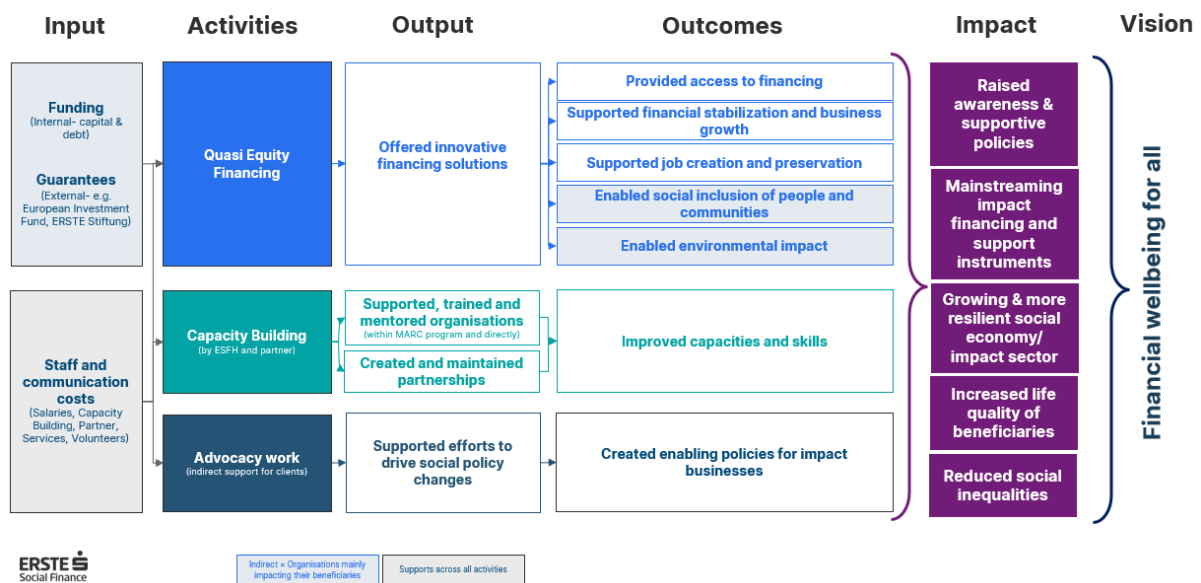 Input
Activities
Output
Outcomes
Impact
Vision
Funding
(Internal- capital &
debt)
Guarantees
(External- e.g.
European Investment
Fund, ERSTE Stiftung)
Staff and
communication
costs
(Salaries, Capacity
Building, Partner,
Services, Volunteers)
Quasi Equity
Financing
Capacity Building
(by ESFH and partner)
Advocacy work
(indirect support for clients)
Offered innovative
financing solutions
Supported, trained and
mentored organisations
(within MARC program and directly)
Created and maintained
partnerships
Supported efforts to
drive social policy
changes
Provided access to financing
Supported financial stabilization and business
growth
Supported job creation and preservation
Enabled social inclusion of people and
communities
Enabled environmental impact
Improved capacities and skills
Created enabling policies for impact
businesses
Raised
awareness &
supportive
policies
Mainstreaming
impact
financing and
support
instruments
Growing & more
resilient social
economy/
impact sector
Increased life
quality of
beneficiaries
Reduced social
inequalities
Financial wellbeing for all
ERSTE
Social Finance
Indirect = Organisations mainly
impacting their beneficiaries
Supports across all activities